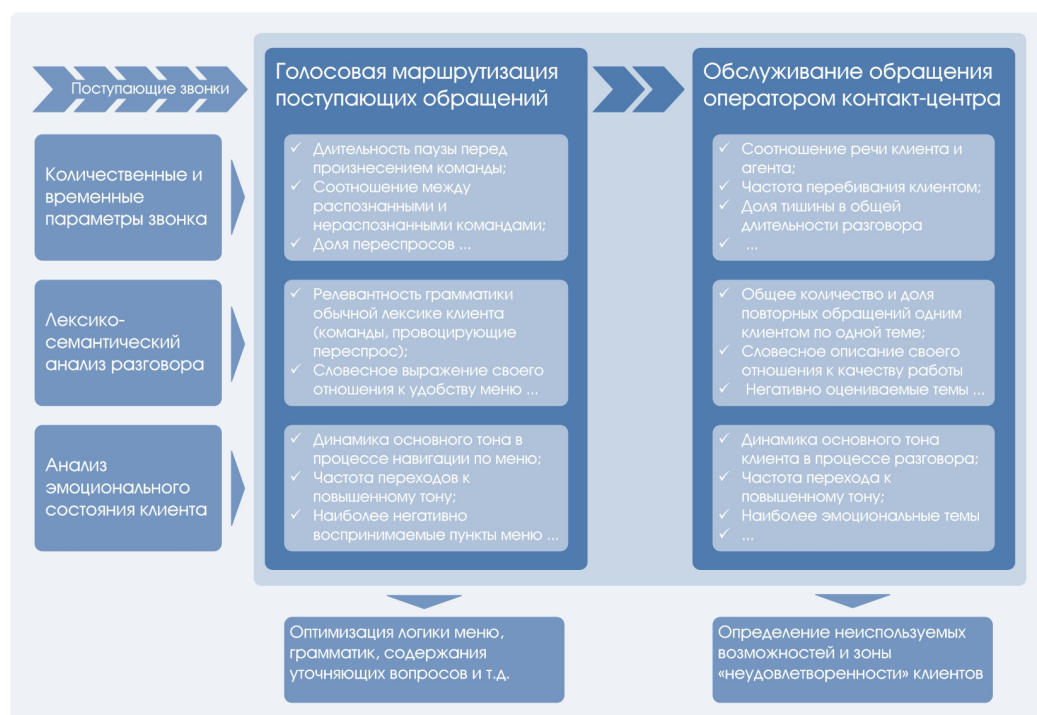 Поступающие звонки
Голосовая маршрутизация
поступающих обращений
Обслуживание обращения
оператором контакт-центра
Количественные и
временные
параметры звонка
✓ Длительность паузы перед
произнесением команды;
✓ Соотношение между
распознанными и
нераспознанными командами;
✓ Доля переспросов ...
✓ Соотношение речи клиента и
агента;
✓ Частота перебивания клиентом;
✓ Доля тишины в общей
длительности разговора
✓ ...
Лексико-
семантический
анализ разговора
✓ Релевантность грамматики
обычной лексике клиента
(команды, провоцирующие
переспрос);
✓ Словесное выражение своего
отношения к удобству меню ...
✓ Общее количество и доля
повторных обращений одним
клиентом по одной теме;
✓ Словесное описание своего
отношения к качеству работы
✓ Негативно оцениваемые темы ...
Анализ
эмоционального
состояния клиента
✓ Динамика основного тона в
процессе навигации по меню;
✓ Частота переходов к
повышенному тону;
✓ Наиболее негативно
воспринимаемые пункты меню ...
✓ Динамика основного тона
клиента в процессе разговора;
✓ Частота перехода к
повышенному тону;
✓ Наиболее эмоциональные темы
✓ ...
Оптимизация логики меню,
грамматик, содержания
уточняющих вопросов и т.д.
Определение неиспользуемых
возможностей и зоны
«неудовлетворенности» клиентов